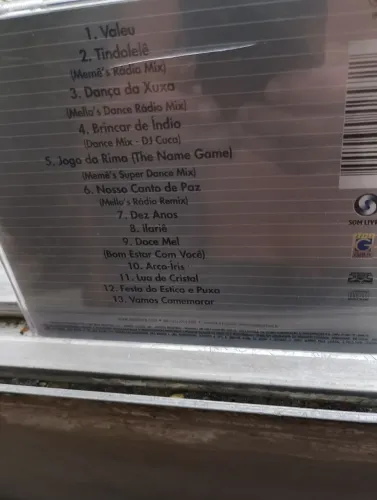 1. Valeu
2. Tindolelê
(Memê's Rádio Mix)
3. Dança da Xuxa
(Mello's Dance Rádio Mix)
4. Brincar de Índio
(Dance Mix - DJ Cuca)
5. Jogo da Rima (The Name Game)
(Memê's Super Dance Mix)
6. Nosso Canto de Paz
(Mello's Rádio Remix)
7. Dez Anos
8. Ilariê
9. Doce Mel
(Bom Estar Com Você)
10. Arco-Íris
11. Lua de Cristal
12. Festa do Estica e Puxa
13. Vamos Comemorar
SOM LIVRE